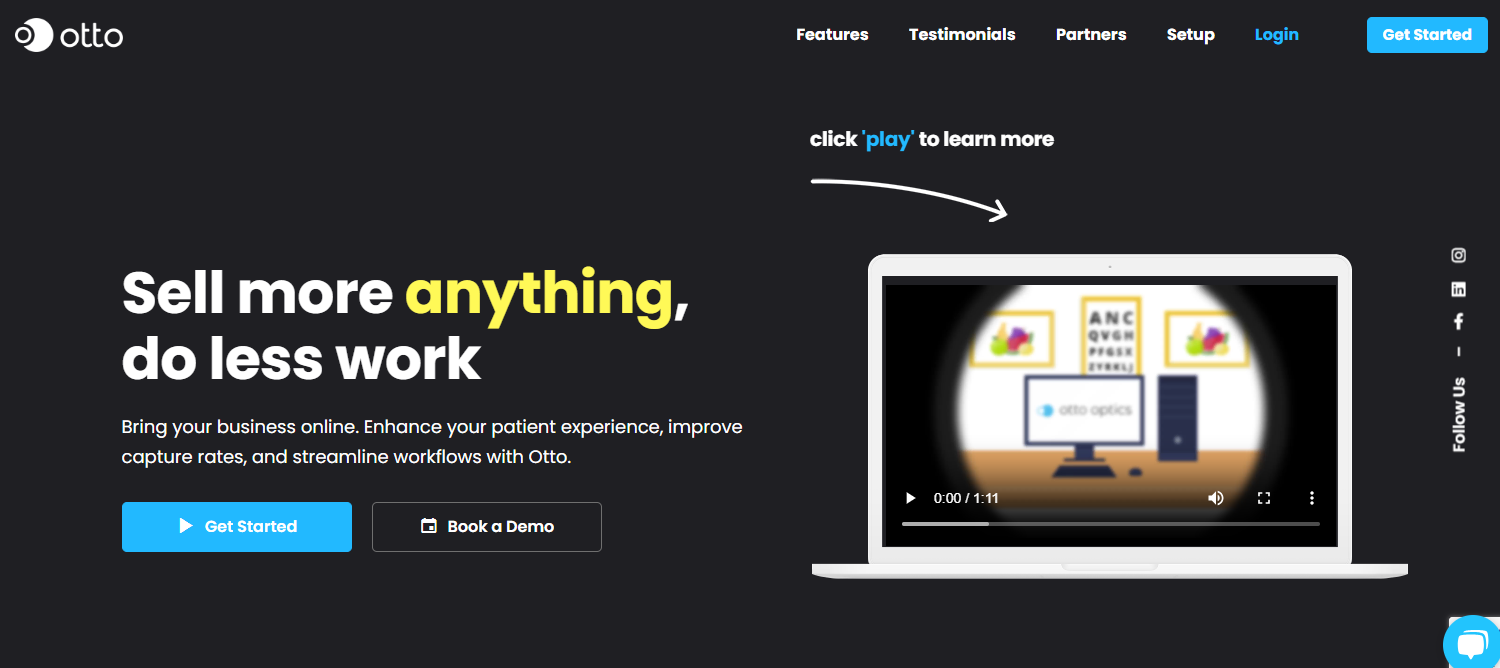 otto
Features Testimonials Partners Setup Login Get Started
click 'play' to learn more
Sell more anything,
do less work
Bring your business online. Enhance your patient experience, improve
capture rates, and streamline workflows with Otto.
Get Started Book a Demo
ANC
QVGH
PFGSX
ZYRKLJ
otto optics
0:00 / 1:11
Follow Us